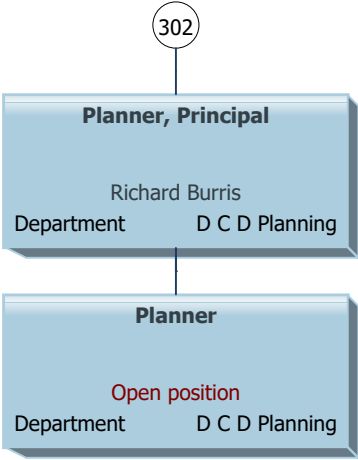 302
Planner, Principal
Richard Burris
Department D C D Planning
Planner
Open position
Department D C D Planning